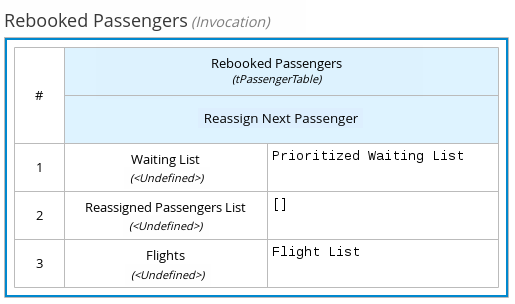 Rebooked Passengers (Invocation)
#
Rebooked Passengers
(tPassengerTable)
Reassign Next Passenger
1
Waiting List
(<Undefined>)
Prioritized Waiting List
2
Reassigned Passengers List
(<Undefined>)
[]
3
Flights
(<Undefined>)
Flight List